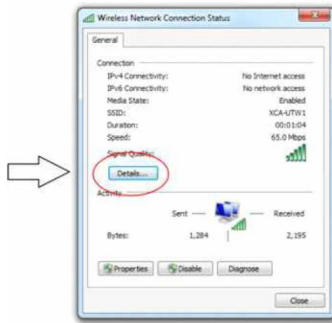 Wireless Network Connection Status
General
Connection
IPv4 Connectivity: No Internet access
IPv6 Connectivity: No network access
Media State: Enabled
SSID: XCA-UTW1
Duration: 00:01:04
Speed: 65.0 Mbps
Signal Quality:
Details...
Activity
Sent Received
Bytes: 1,284 2,195
Properties Disable Diagnose
Close